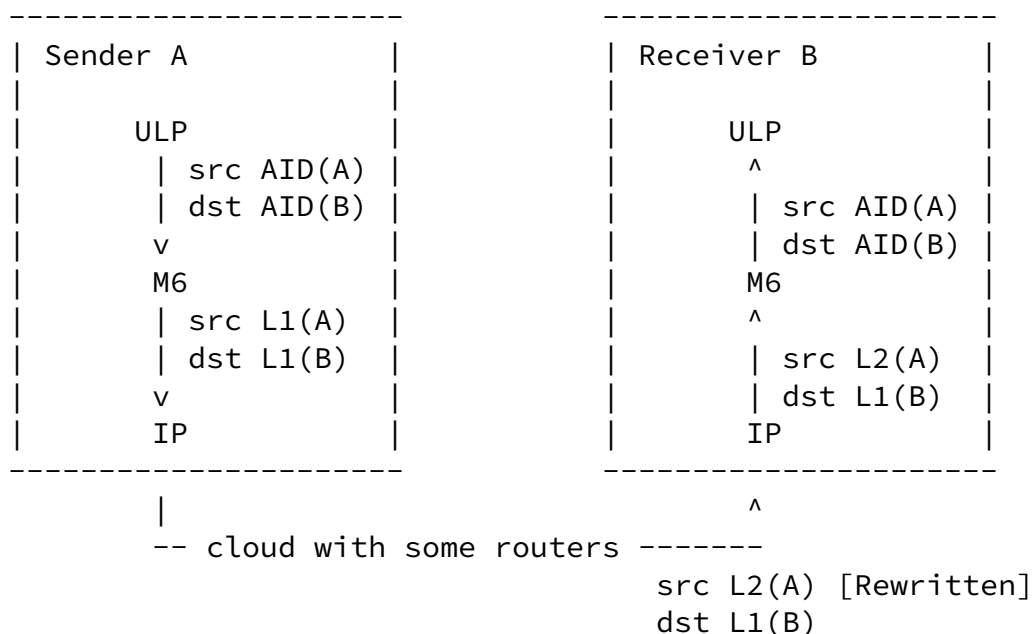 ----------------------          ----------------------
| Sender A           |          | Receiver B         |
|                    |          |                    |
|      ULP           |          |      ULP           |
|       | src AID(A) |          |       ^            |
|       | dst AID(B) |          |       | src AID(A) |
|       v            |          |       | dst AID(B) |
|       M6           |          |       M6           |
|       | src L1(A)  |          |       ^            |
|       | dst L1(B)  |          |       | src L2(A)  |
|       v            |          |       | dst L1(B)  |
|       IP           |          |       IP           |
----------------------          ----------------------
        |                                ^
        -- cloud with some routers -------
                                    src L2(A) [Rewritten]
                                    dst L1(B)